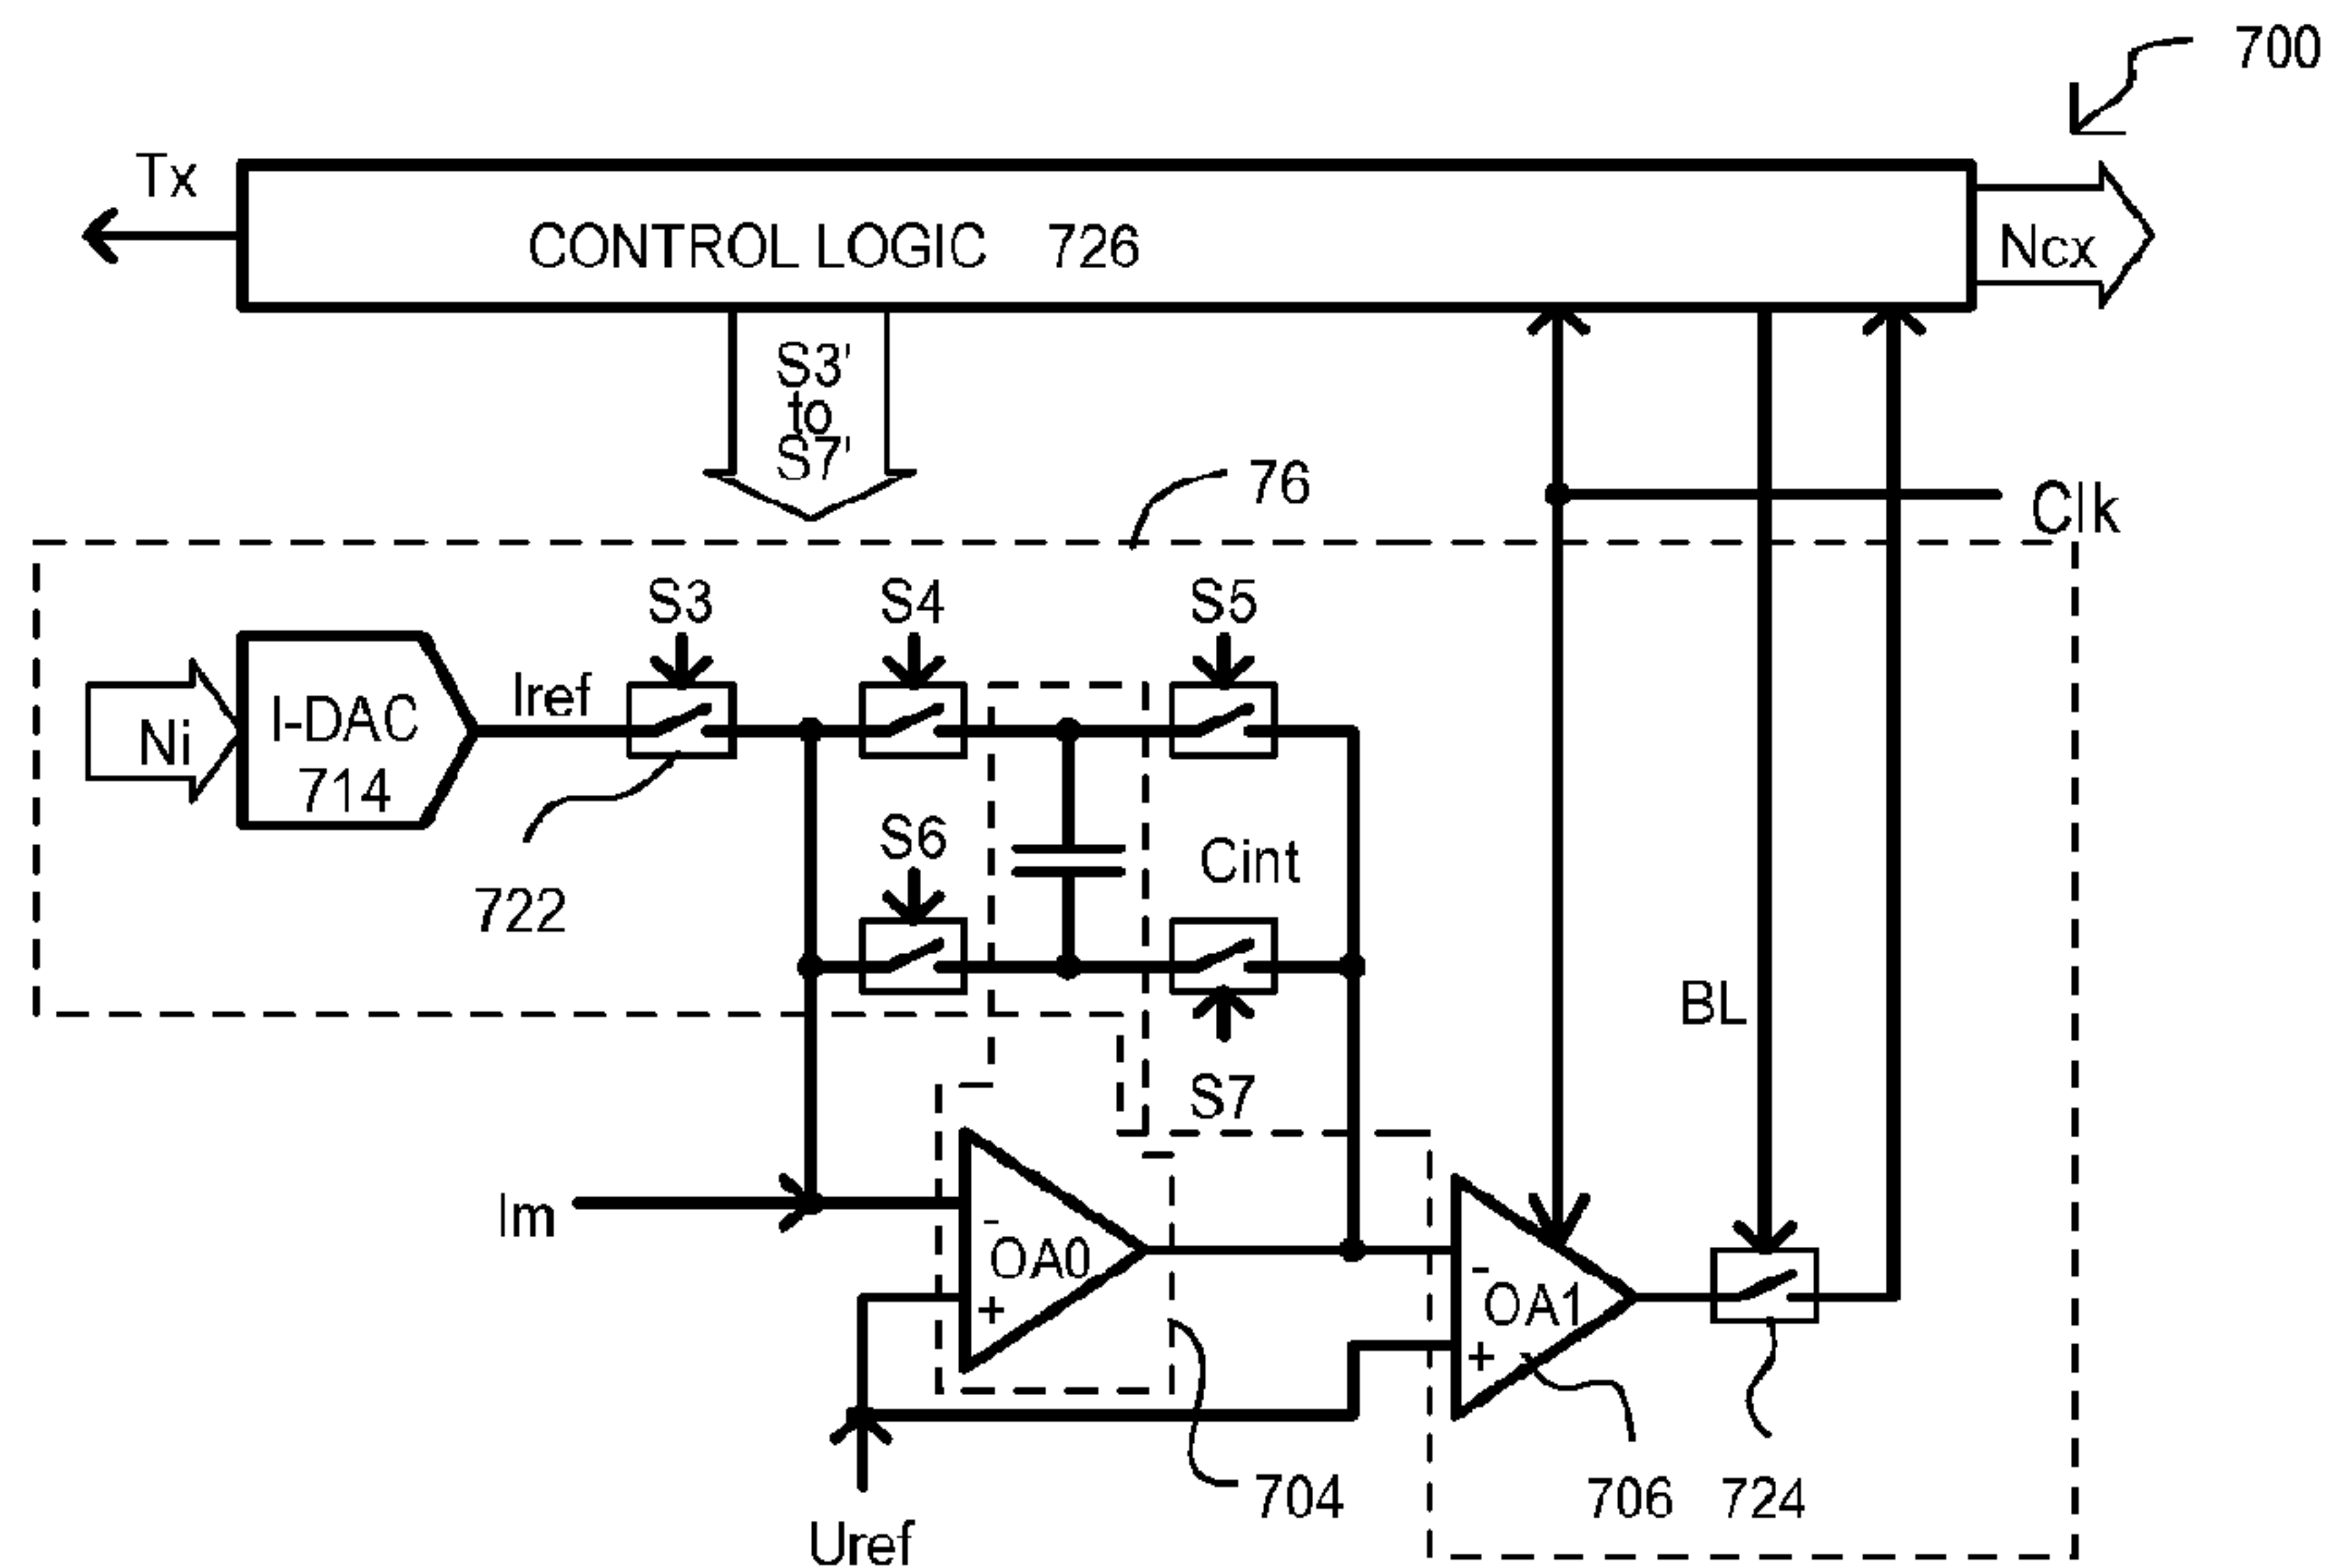 700
Tx
CONTROL LOGIC 726
Ncx
S3'
to
S7'
76
Clk
S3
S4
S5
Iref
I-DAC
714
Ni
S6
Cint
722
BL
S7
Im
-
OA0
+
-
OA1
+
704
706
724
Uref